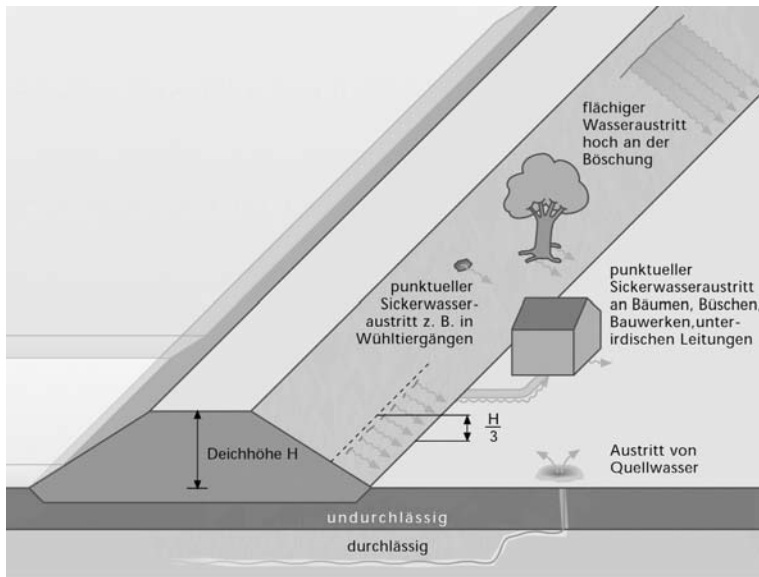 flächiger
Wasseraustritt
hoch an der
Böschung
punktueller
Sickerwasser-
austritt z. B. in
Wühltiergängen
punktueller
Sickerwasseraustritt
an Bäumen, Büschen,
Bauwerken,unter-
irdischen Leitungen
Deichhöhe H
H
3
Austritt von
Quellwasser
undurchlässig
durchlässig